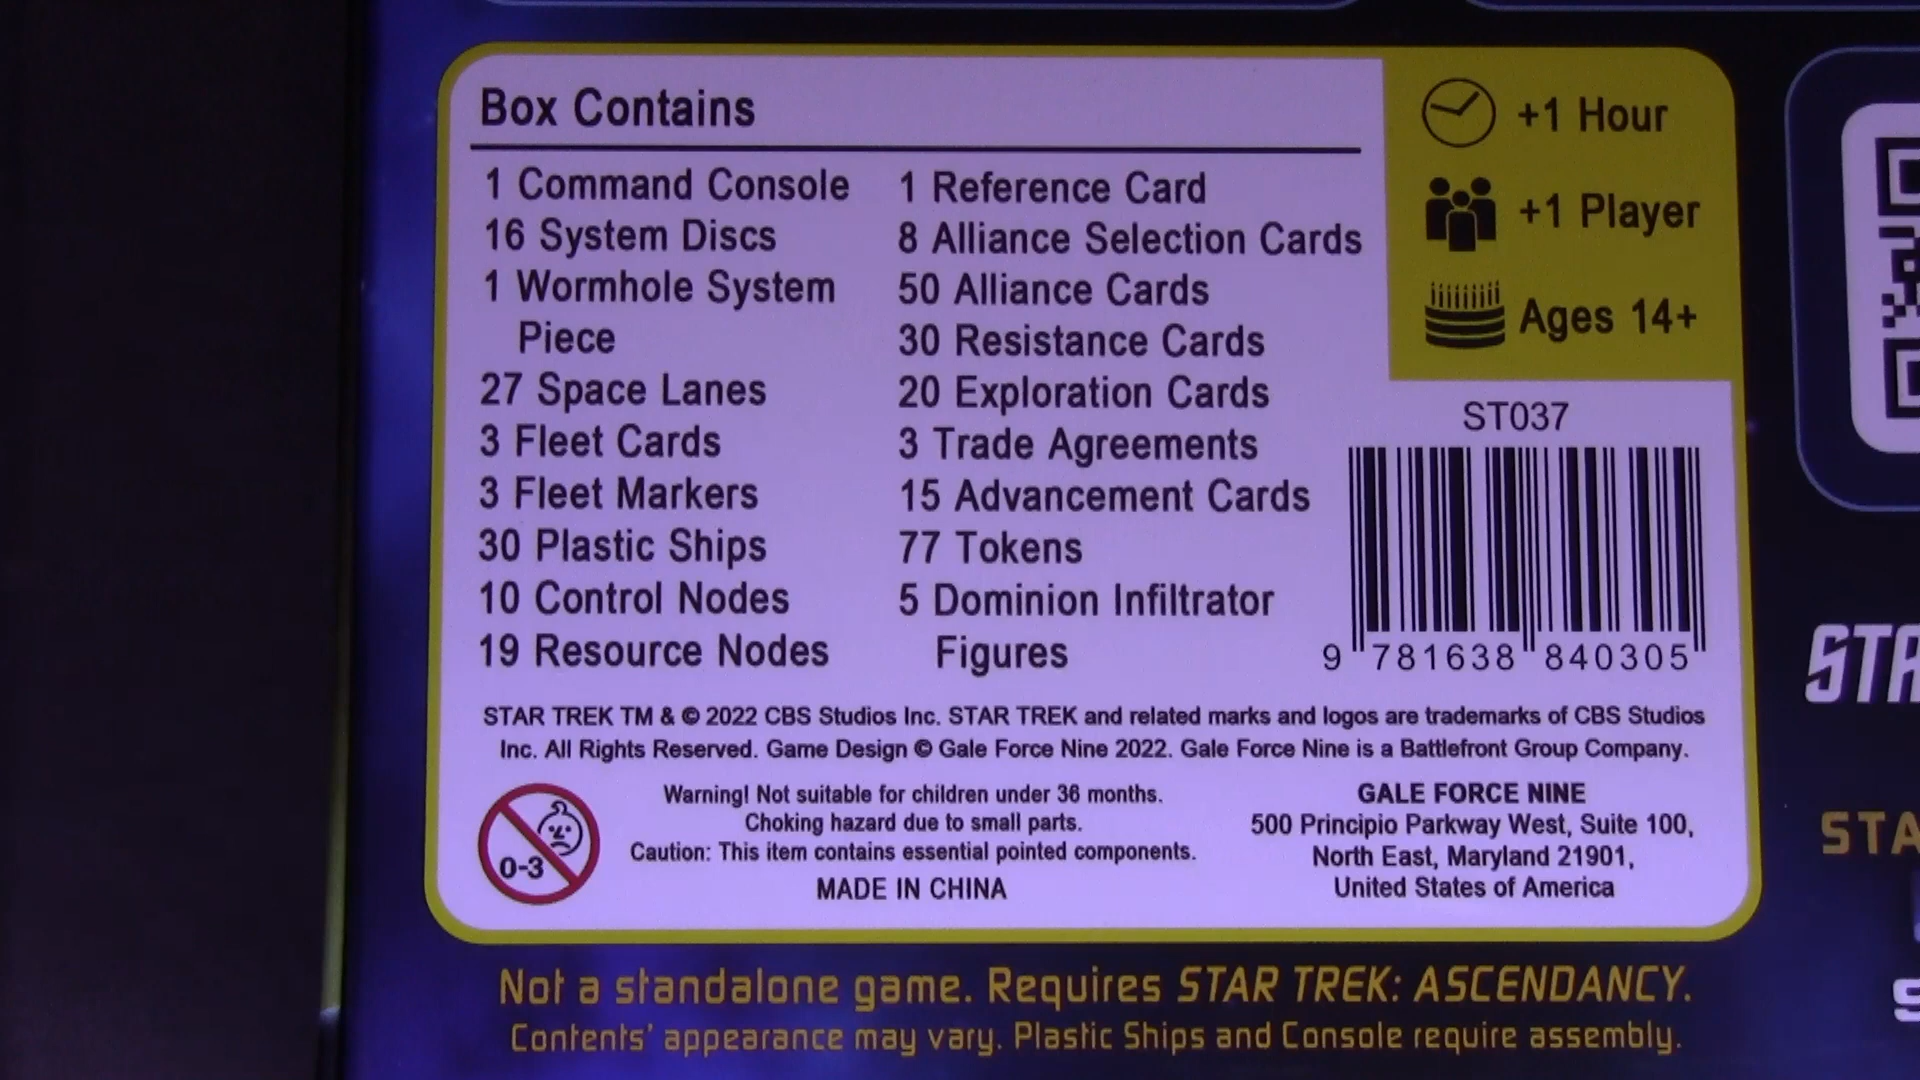 Box Contains
1 Command Console
16 System Discs
1 Wormhole System
Piece
27 Space Lanes
3 Fleet Cards
3 Fleet Markers
30 Plastic Ships
10 Control Nodes
19 Resource Nodes
1 Reference Card
8 Alliance Selection Cards
50 Alliance Cards
30 Resistance Cards
20 Exploration Cards
3 Trade Agreements
15 Advancement Cards
77 Tokens
5 Dominion Infiltrator
Figures
+1 Hour
+1 Player
Ages 14+
ST037
9 781638 840305
STAR TREK TM & © 2022 CBS Studios Inc. STAR TREK and related marks and logos are trademarks of CBS Studios
Inc. All Rights Reserved. Game Design © Gale Force Nine 2022. Gale Force Nine is a Battlefront Group Company.
0-3
Warning! Not suitable for children under 36 months.
Choking hazard due to small parts.
Caution: This item contains essential pointed components.
MADE IN CHINA
GALE FORCE NINE
500 Principio Parkway West, Suite 100,
North East, Maryland 21901,
United States of America
Not a standalone game. Requires STAR TREK: ASCENDANCY.
Contents' appearance may vary. Plastic Ships and Console require assembly.